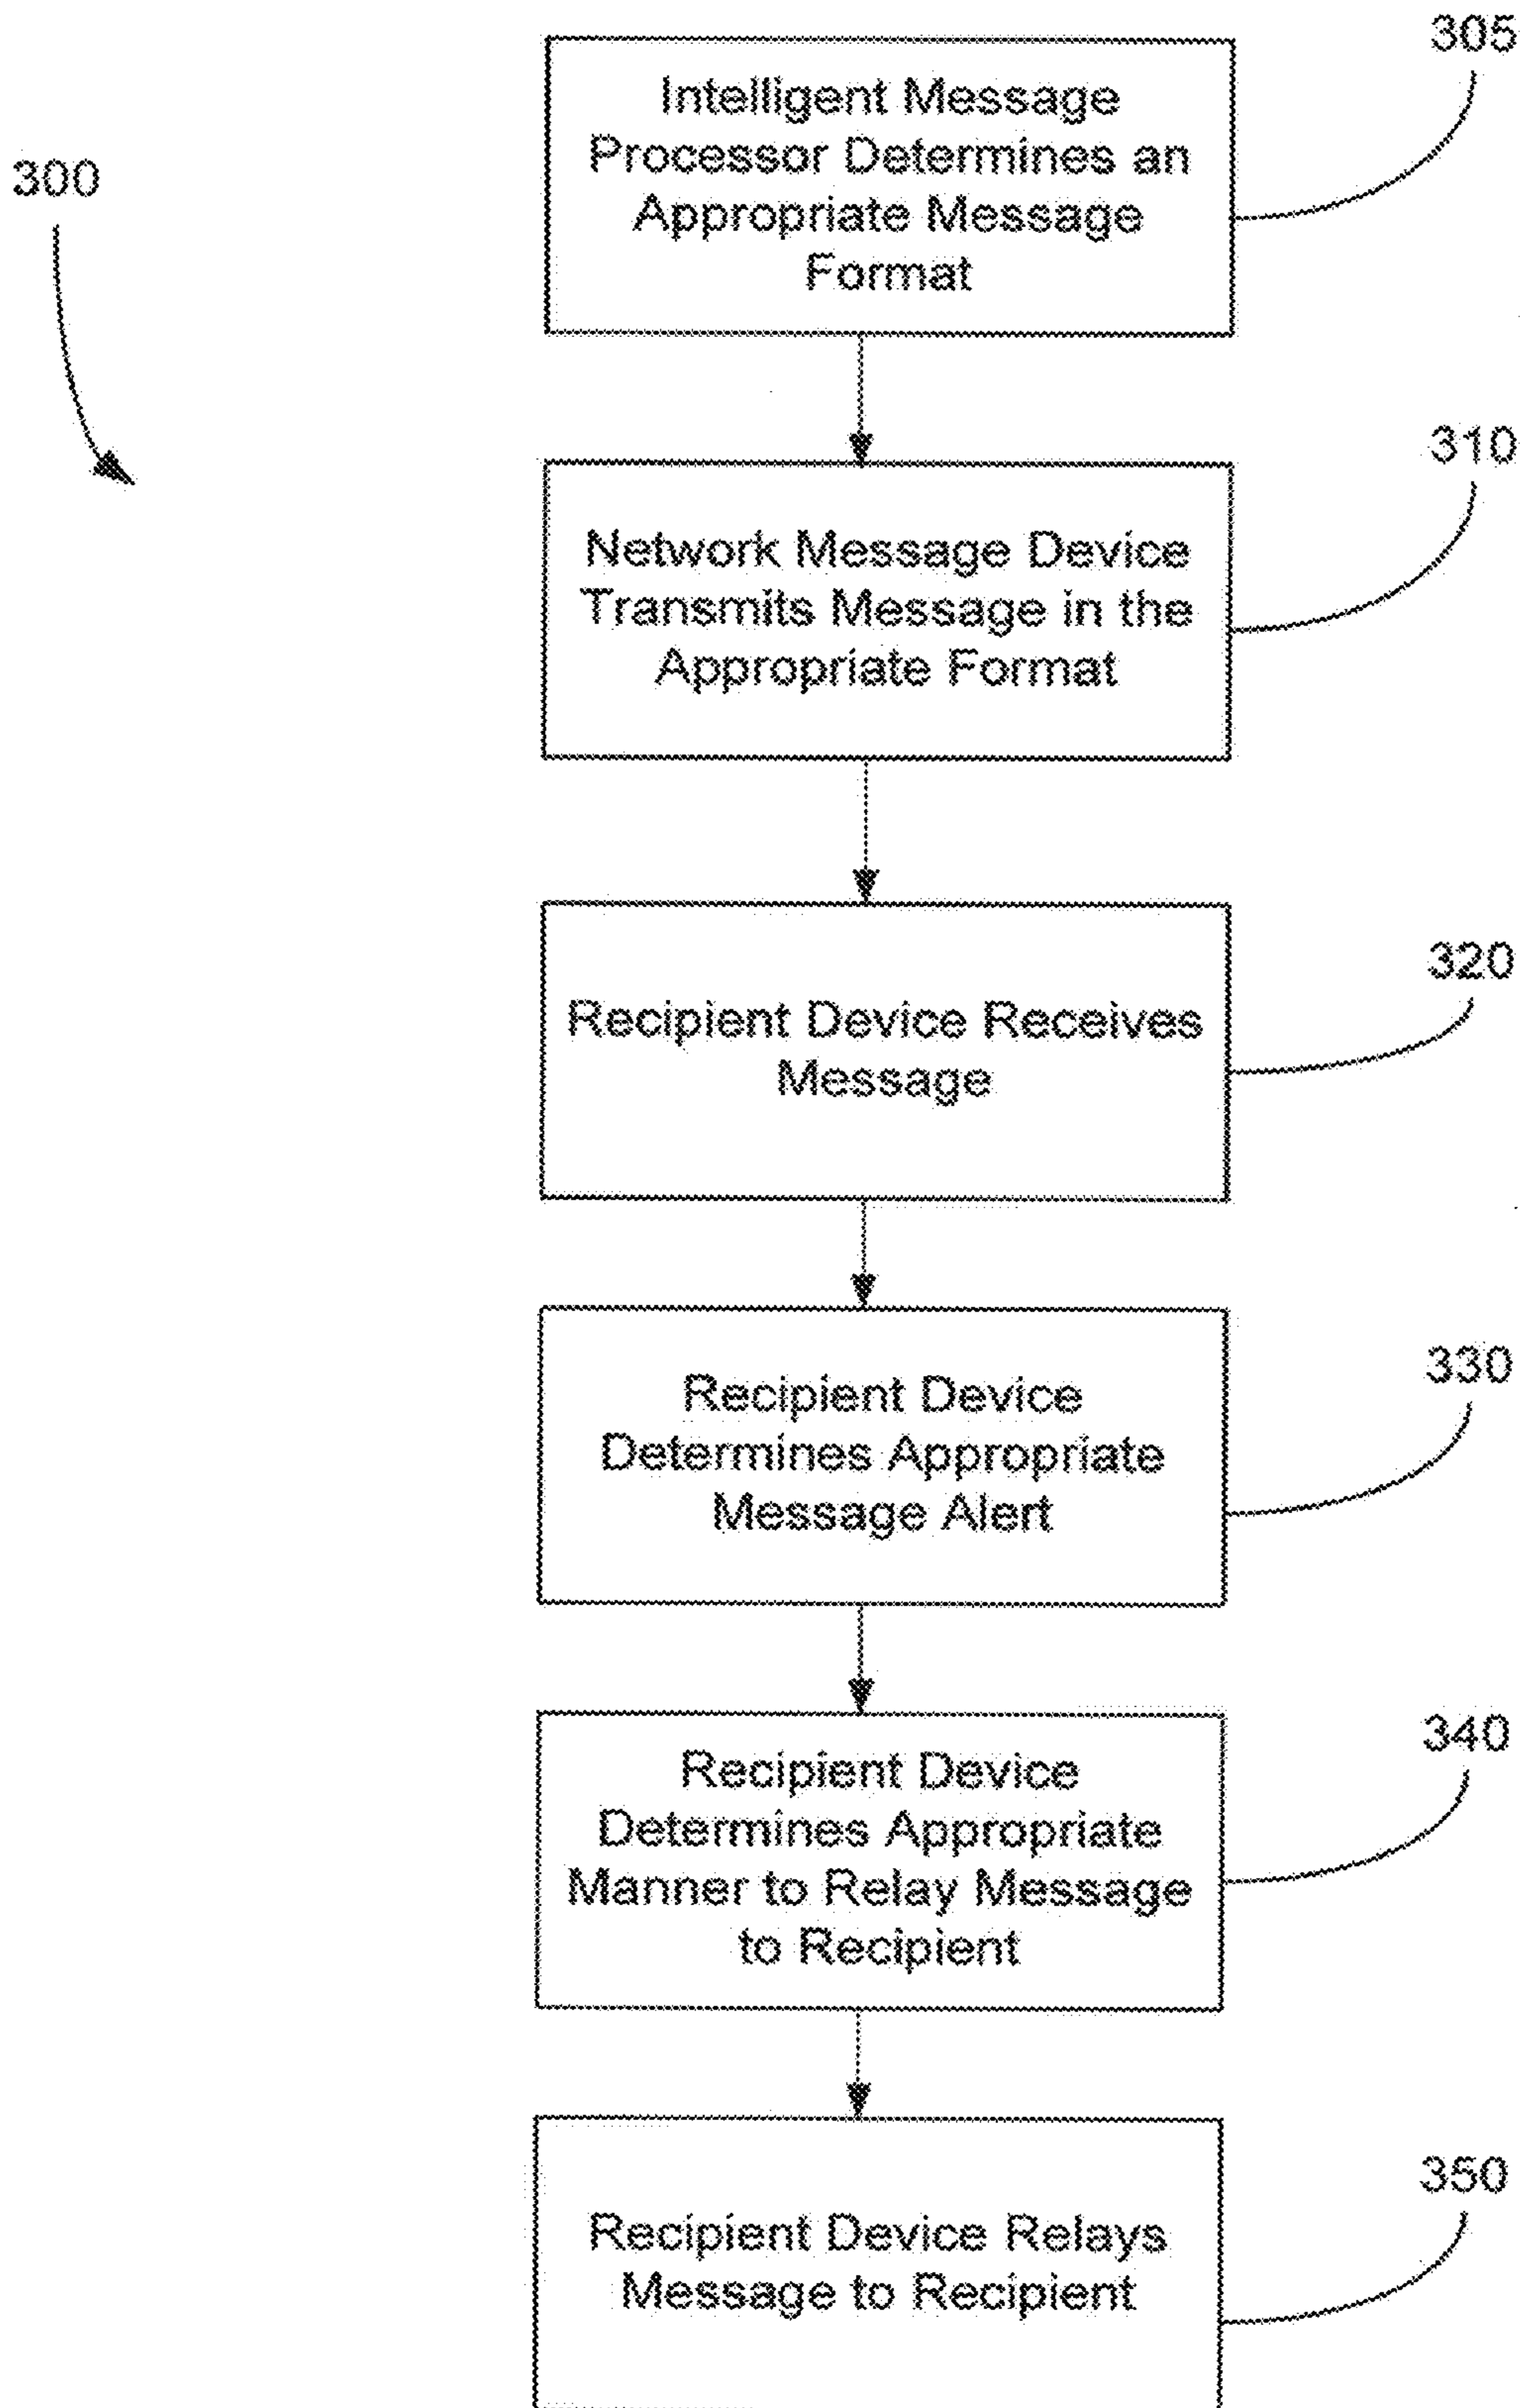 305
Intelligent Message
Processor Determines an
Appropriate Message
Format
300
310
Network Message Device
Transmits Message in the
Appropriate Format
320
Recipient Device Receives
Message
330
Recipient Device
Determines Appropriate
Message Alert
340
Recipient Device
Determines Appropriate
Manner to Relay Message
to Recipient
350
Recipient Device Relays
Message to Recipient